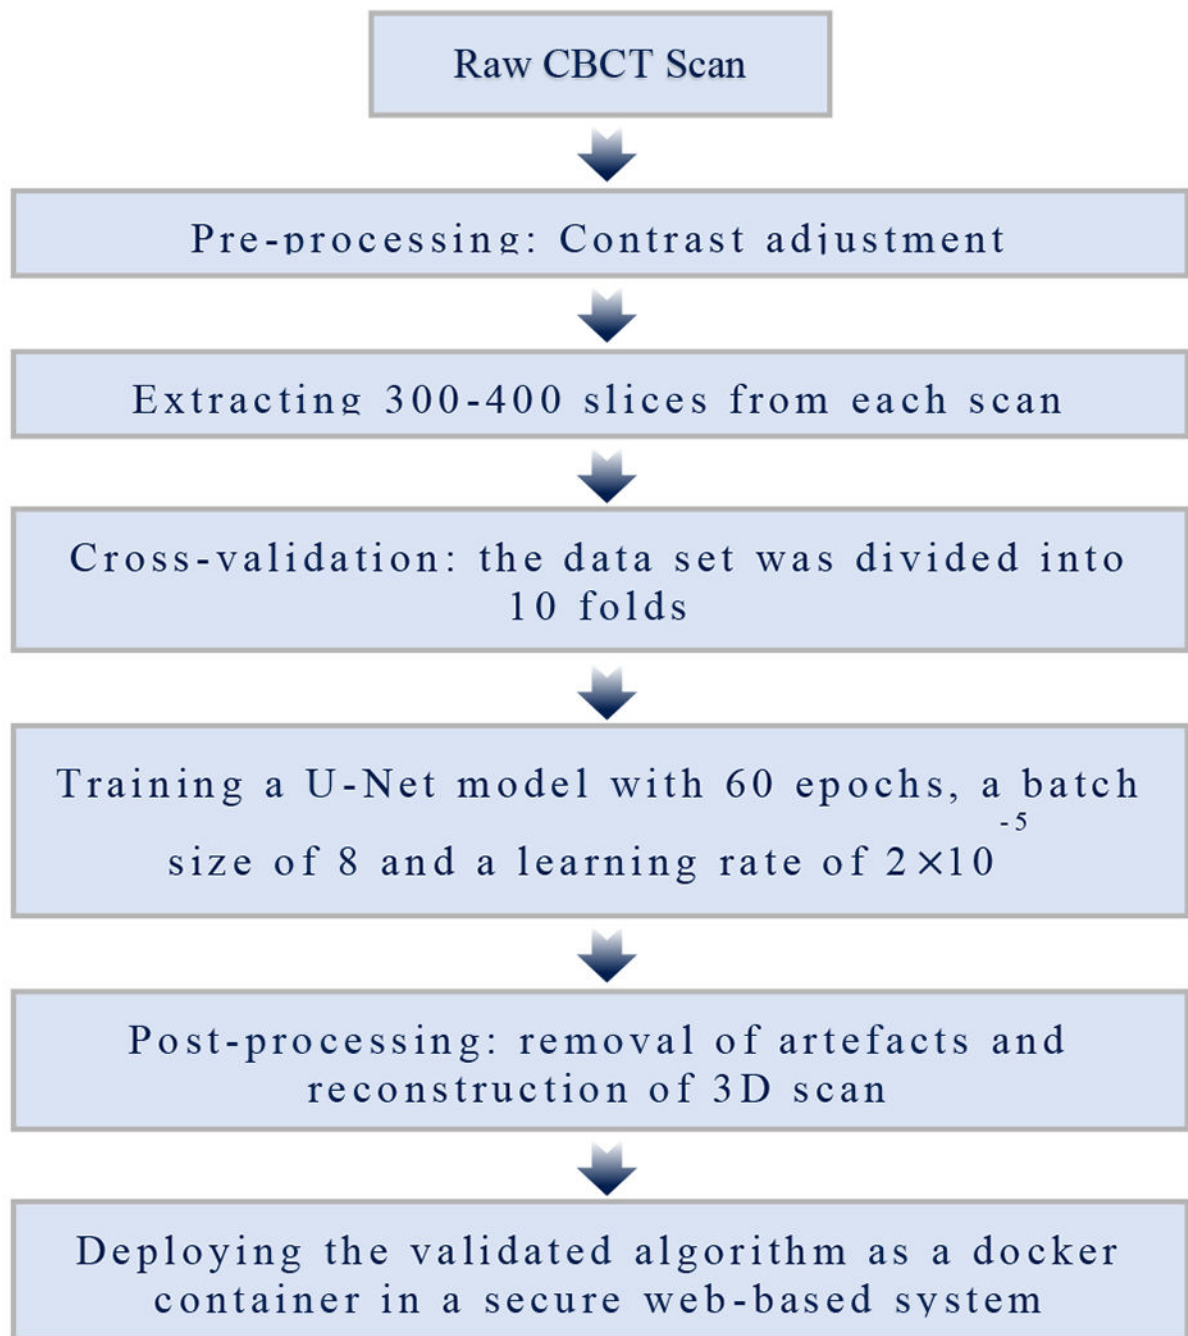 Raw CBCT Scan
Pre-processing: Contrast adjustment
Extracting 300-400 slices from each scan
Cross-validation: the data set was divided into
10 folds
Training a U-Net model with 60 epochs, a batch
size of 8 and a learning rate of 2×10⁻⁵
Post-processing: removal of artefacts and
reconstruction of 3D scan
Deploying the validated algorithm as a docker
container in a secure web-based system